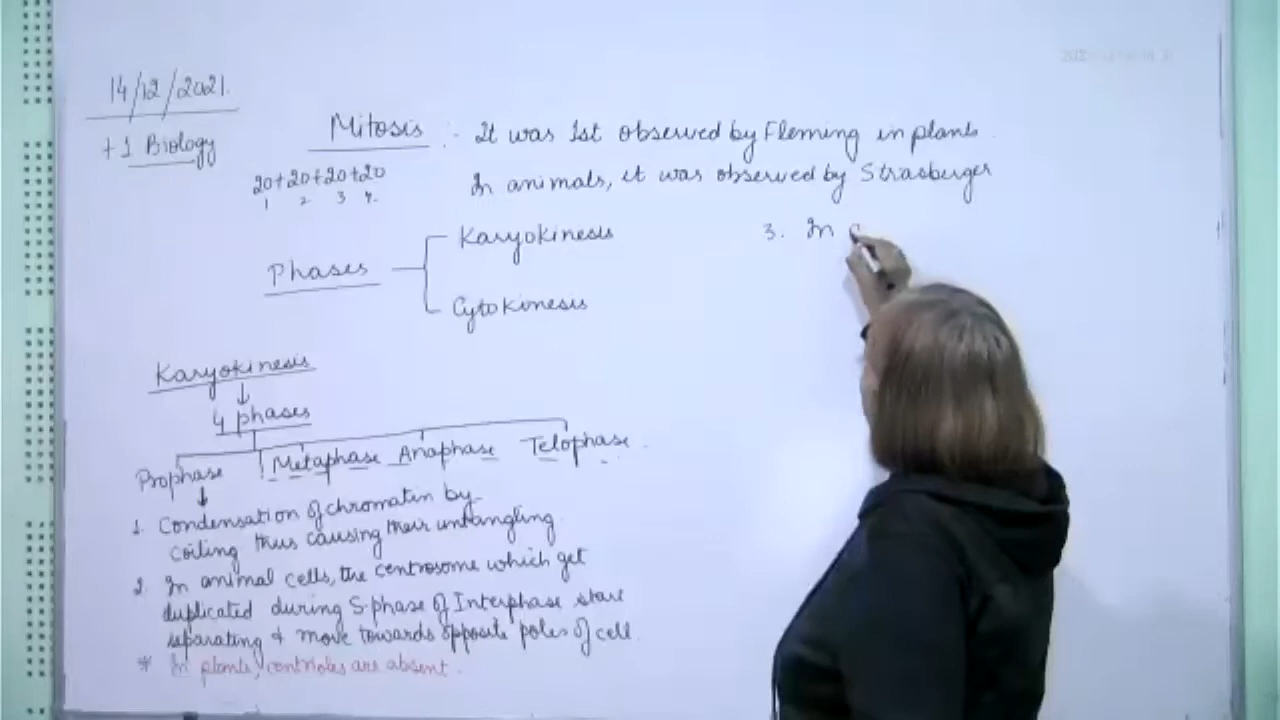 14/12/2021.
+1 Biology
Mitosis : It was 1st observed by Fleming in plants
In animals, it was observed by Strasberger
20+20+20+20
1 2 3 4.
Phases
Karyokinesis
Cytokinesis
3. In
Karyokinesis
↓
4 phases
Prophase Metaphase Anaphase Telophase
↓
1. Condensation of chromatin by
coiling thus causing their untangling
2. In animal cells, the centrosome which get
duplicated during S-phase of Interphase start
separating & move towards opposite poles of cell
* In plants, centrioles are absent.